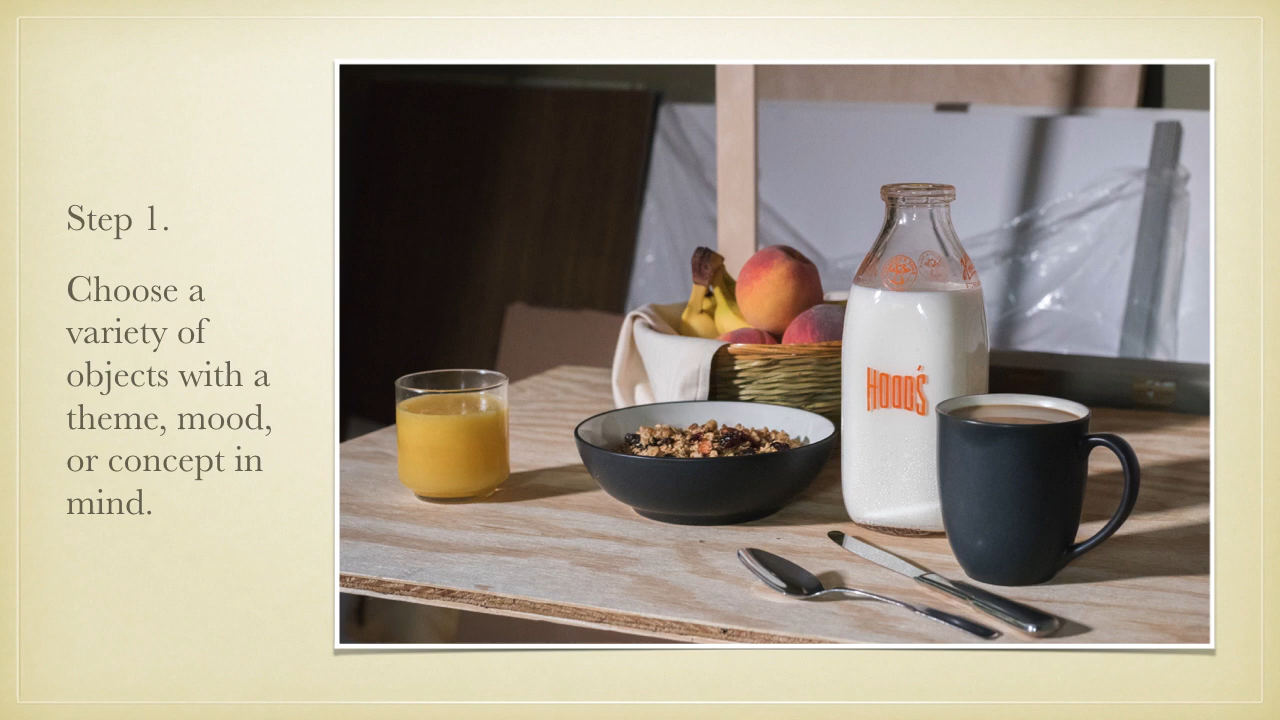 Step 1.
Choose a
variety of
objects with a
theme, mood,
or concept in
mind.
HOOD'S